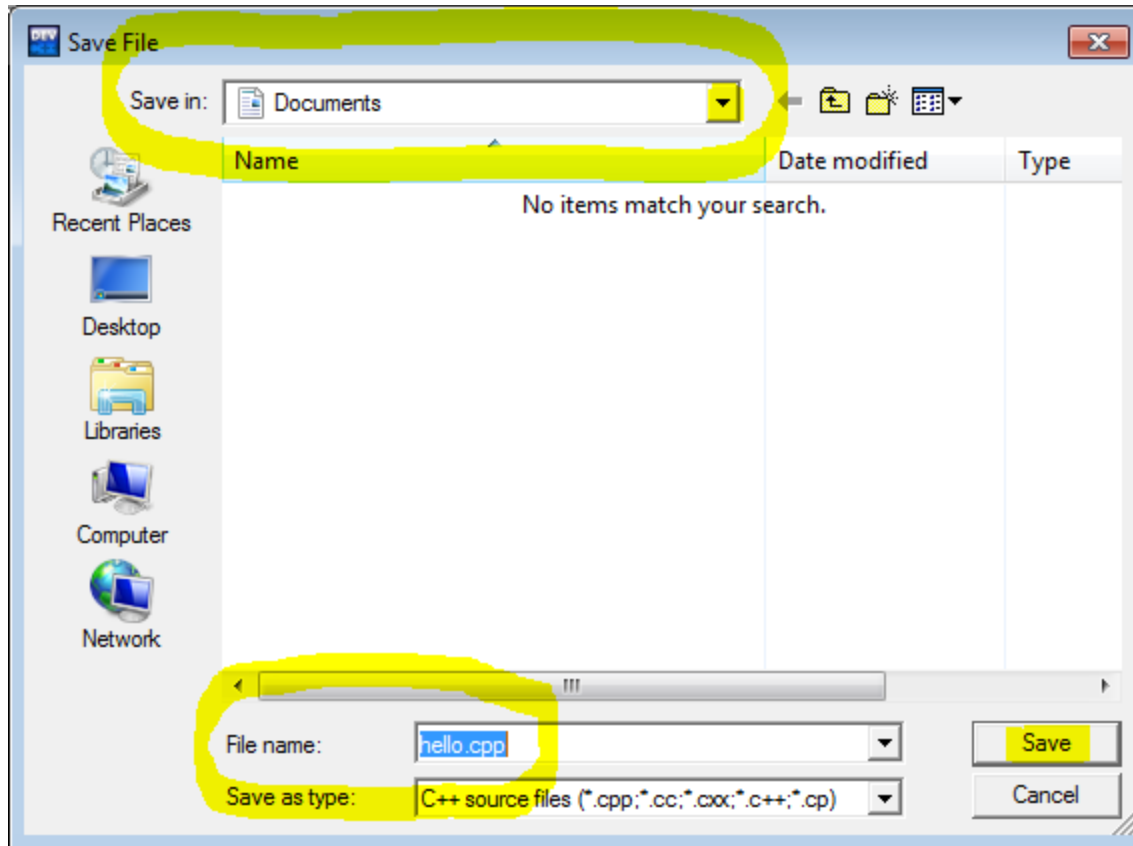 DEV
Save File
Save in: Documents
Name Date modified Type
No items match your search.
Recent Places
Desktop
Libraries
Computer
Network
File name: hello.cpp Save
Save as type: C++ source files (*.cpp;*.cc;*.cxx;*.c++;*.cp) Cancel